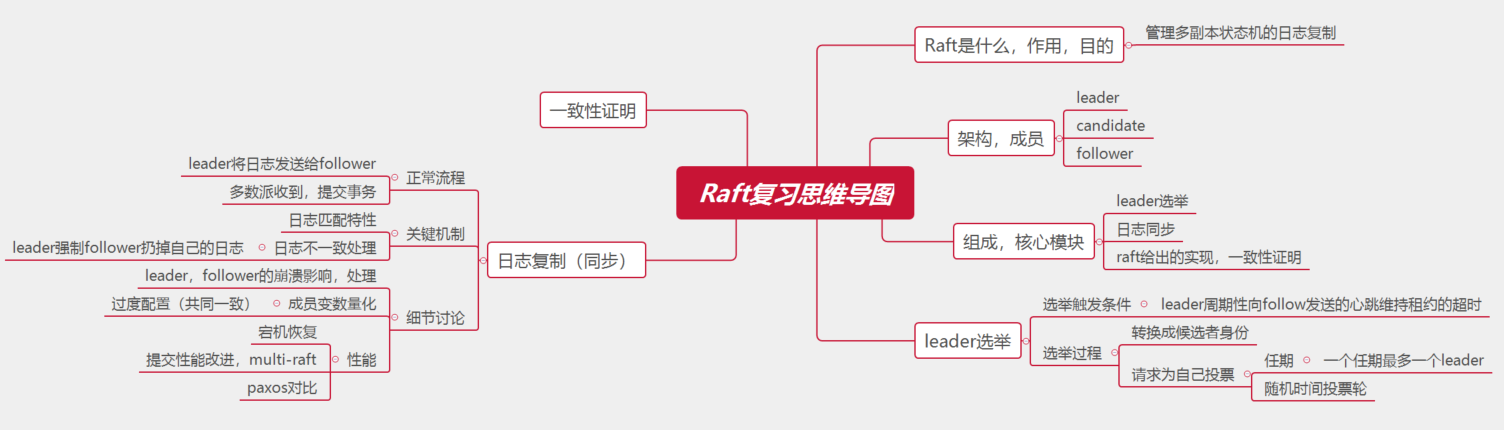 Raft复习思维导图
Raft是什么，作用，目的
管理多副本状态机的日志复制
架构，成员
leader
candidate
follower
组成，核心模块
leader选举
日志同步
raft给出的实现，一致性证明
leader选举
选举触发条件
leader周期性向follow发送的心跳维持租约的超时
选举过程
转换成候选者身份
请求为自己投票
任期
一个任期最多一个leader
随机时间投票轮
一致性证明
日志复制（同步）
正常流程
leader将日志发送给follower
多数派收到，提交事务
关键机制
日志匹配特性
日志不一致处理
leader强制follower扔掉自己的日志
细节讨论
leader，follower的崩溃影响，处理
成员变数量化
过度配置（共同一致）
性能
宕机恢复
提交性能改进，multi-raft
paxos对比